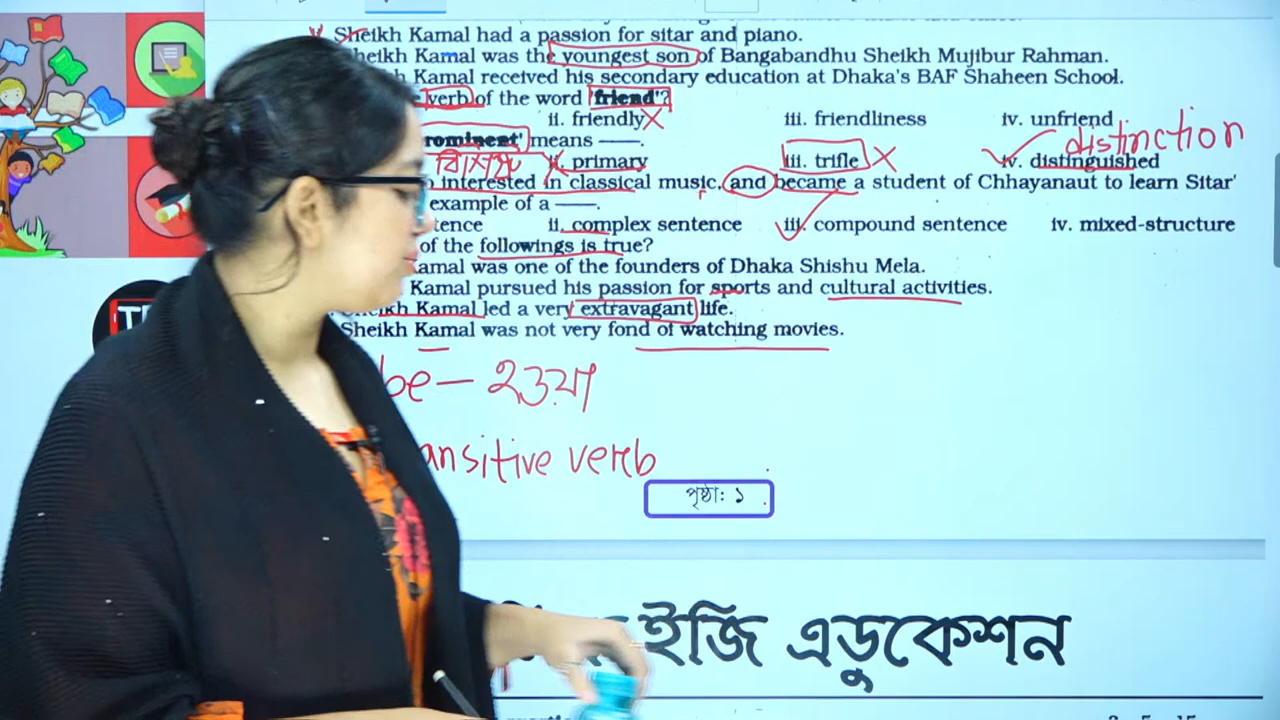 Sheikh Kamal had a passion for sitar and piano.
heikh Kamal was the youngest son of Bangabandhu Sheikh Mujibur Rahman.
h Kamal received his secondary education at Dhaka's BAF Shaheen School.
verb of the word 'friend'?
ii. friendly iii. friendliness iv. unfriend
distinction
rominent' means —.
primary iii. trifle iv. distinguished
interested in classical music, and became a student of Chhayanaut to learn Sitar'
example of a —.
tence ii. complex sentence iii. compound sentence iv. mixed-structure
of the followings is true?
amal was one of the founders of Dhaka Shishu Mela.
Kamal pursued his passion for sports and cultural activities.
eikh Kamal led a very extravagant life.
Sheikh Kamal was not very fond of watching movies.
be — হওয়া
ansitive verb
পৃষ্ঠা: ১
ইজি এডুকেশন